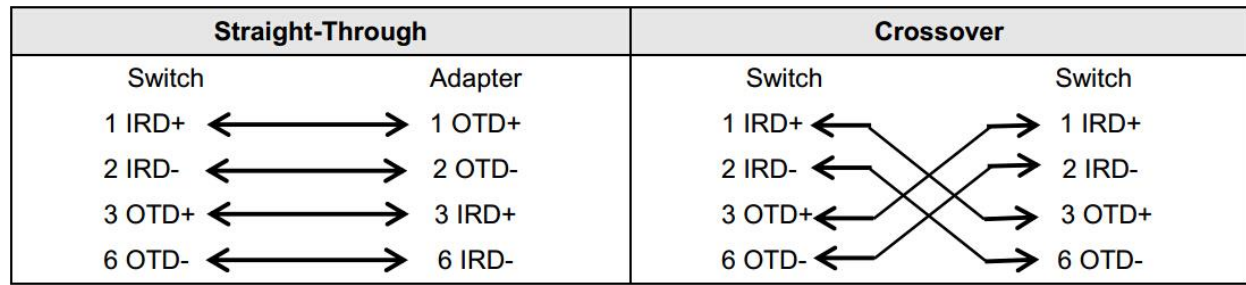 Straight-Through Crossover
Switch Adapter Switch Switch
1 IRD+ 1 OTD+ 1 IRD+ 1 IRD+
2 IRD- 2 OTD- 2 IRD- 2 IRD-
3 OTD+ 3 IRD+ 3 OTD+ 3 OTD+
6 OTD- 6 IRD- 6 OTD- 6 OTD-